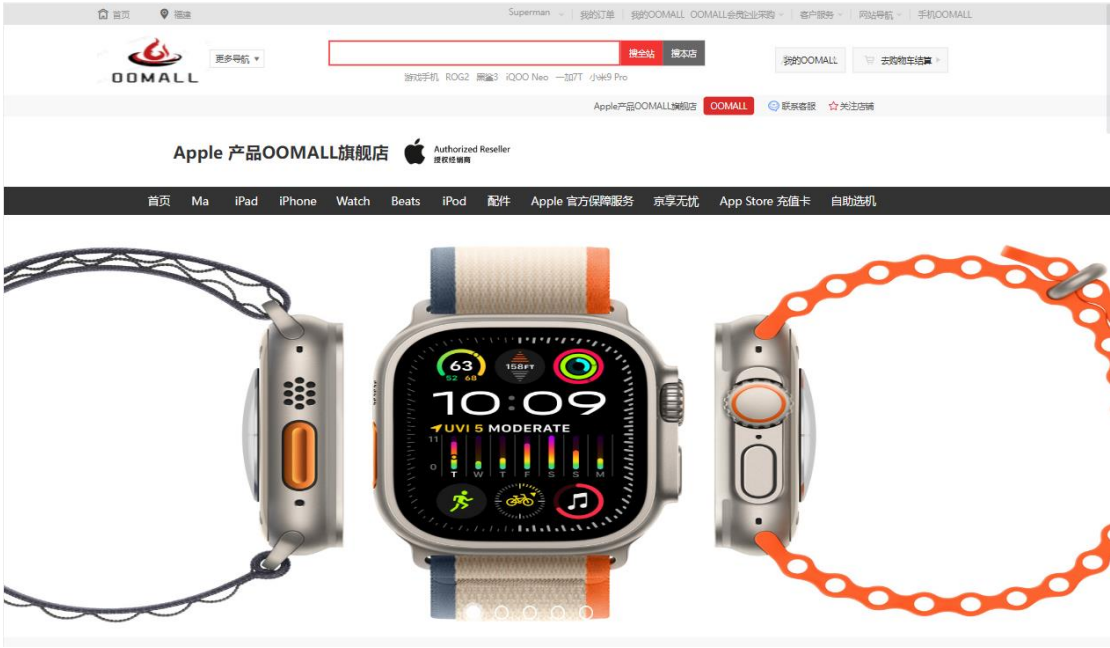 首页 福建 Superman 我的订单 我的OOMALL OOMALL会员 企业采购 客户服务 网站导航 手机OOMALL
OOMALL
更多导航
搜全站 搜本店
我的OOMALL 去购物车结算
游戏手机 ROG2 黑鲨3 iQOO Neo 一加7T 小米9 Pro
Apple产品OOMALL旗舰店 OOMALL 联系客服 关注店铺
Apple 产品OOMALL旗舰店
Authorized Reseller
授权经销商
首页 Ma iPad iPhone Watch Beats iPod 配件 Apple 官方保障服务 京享无忧 App Store 充值卡 自助选机
63
52 68
158FT
10:09
UVI 5 MODERATE
11
0
T W T F S S M